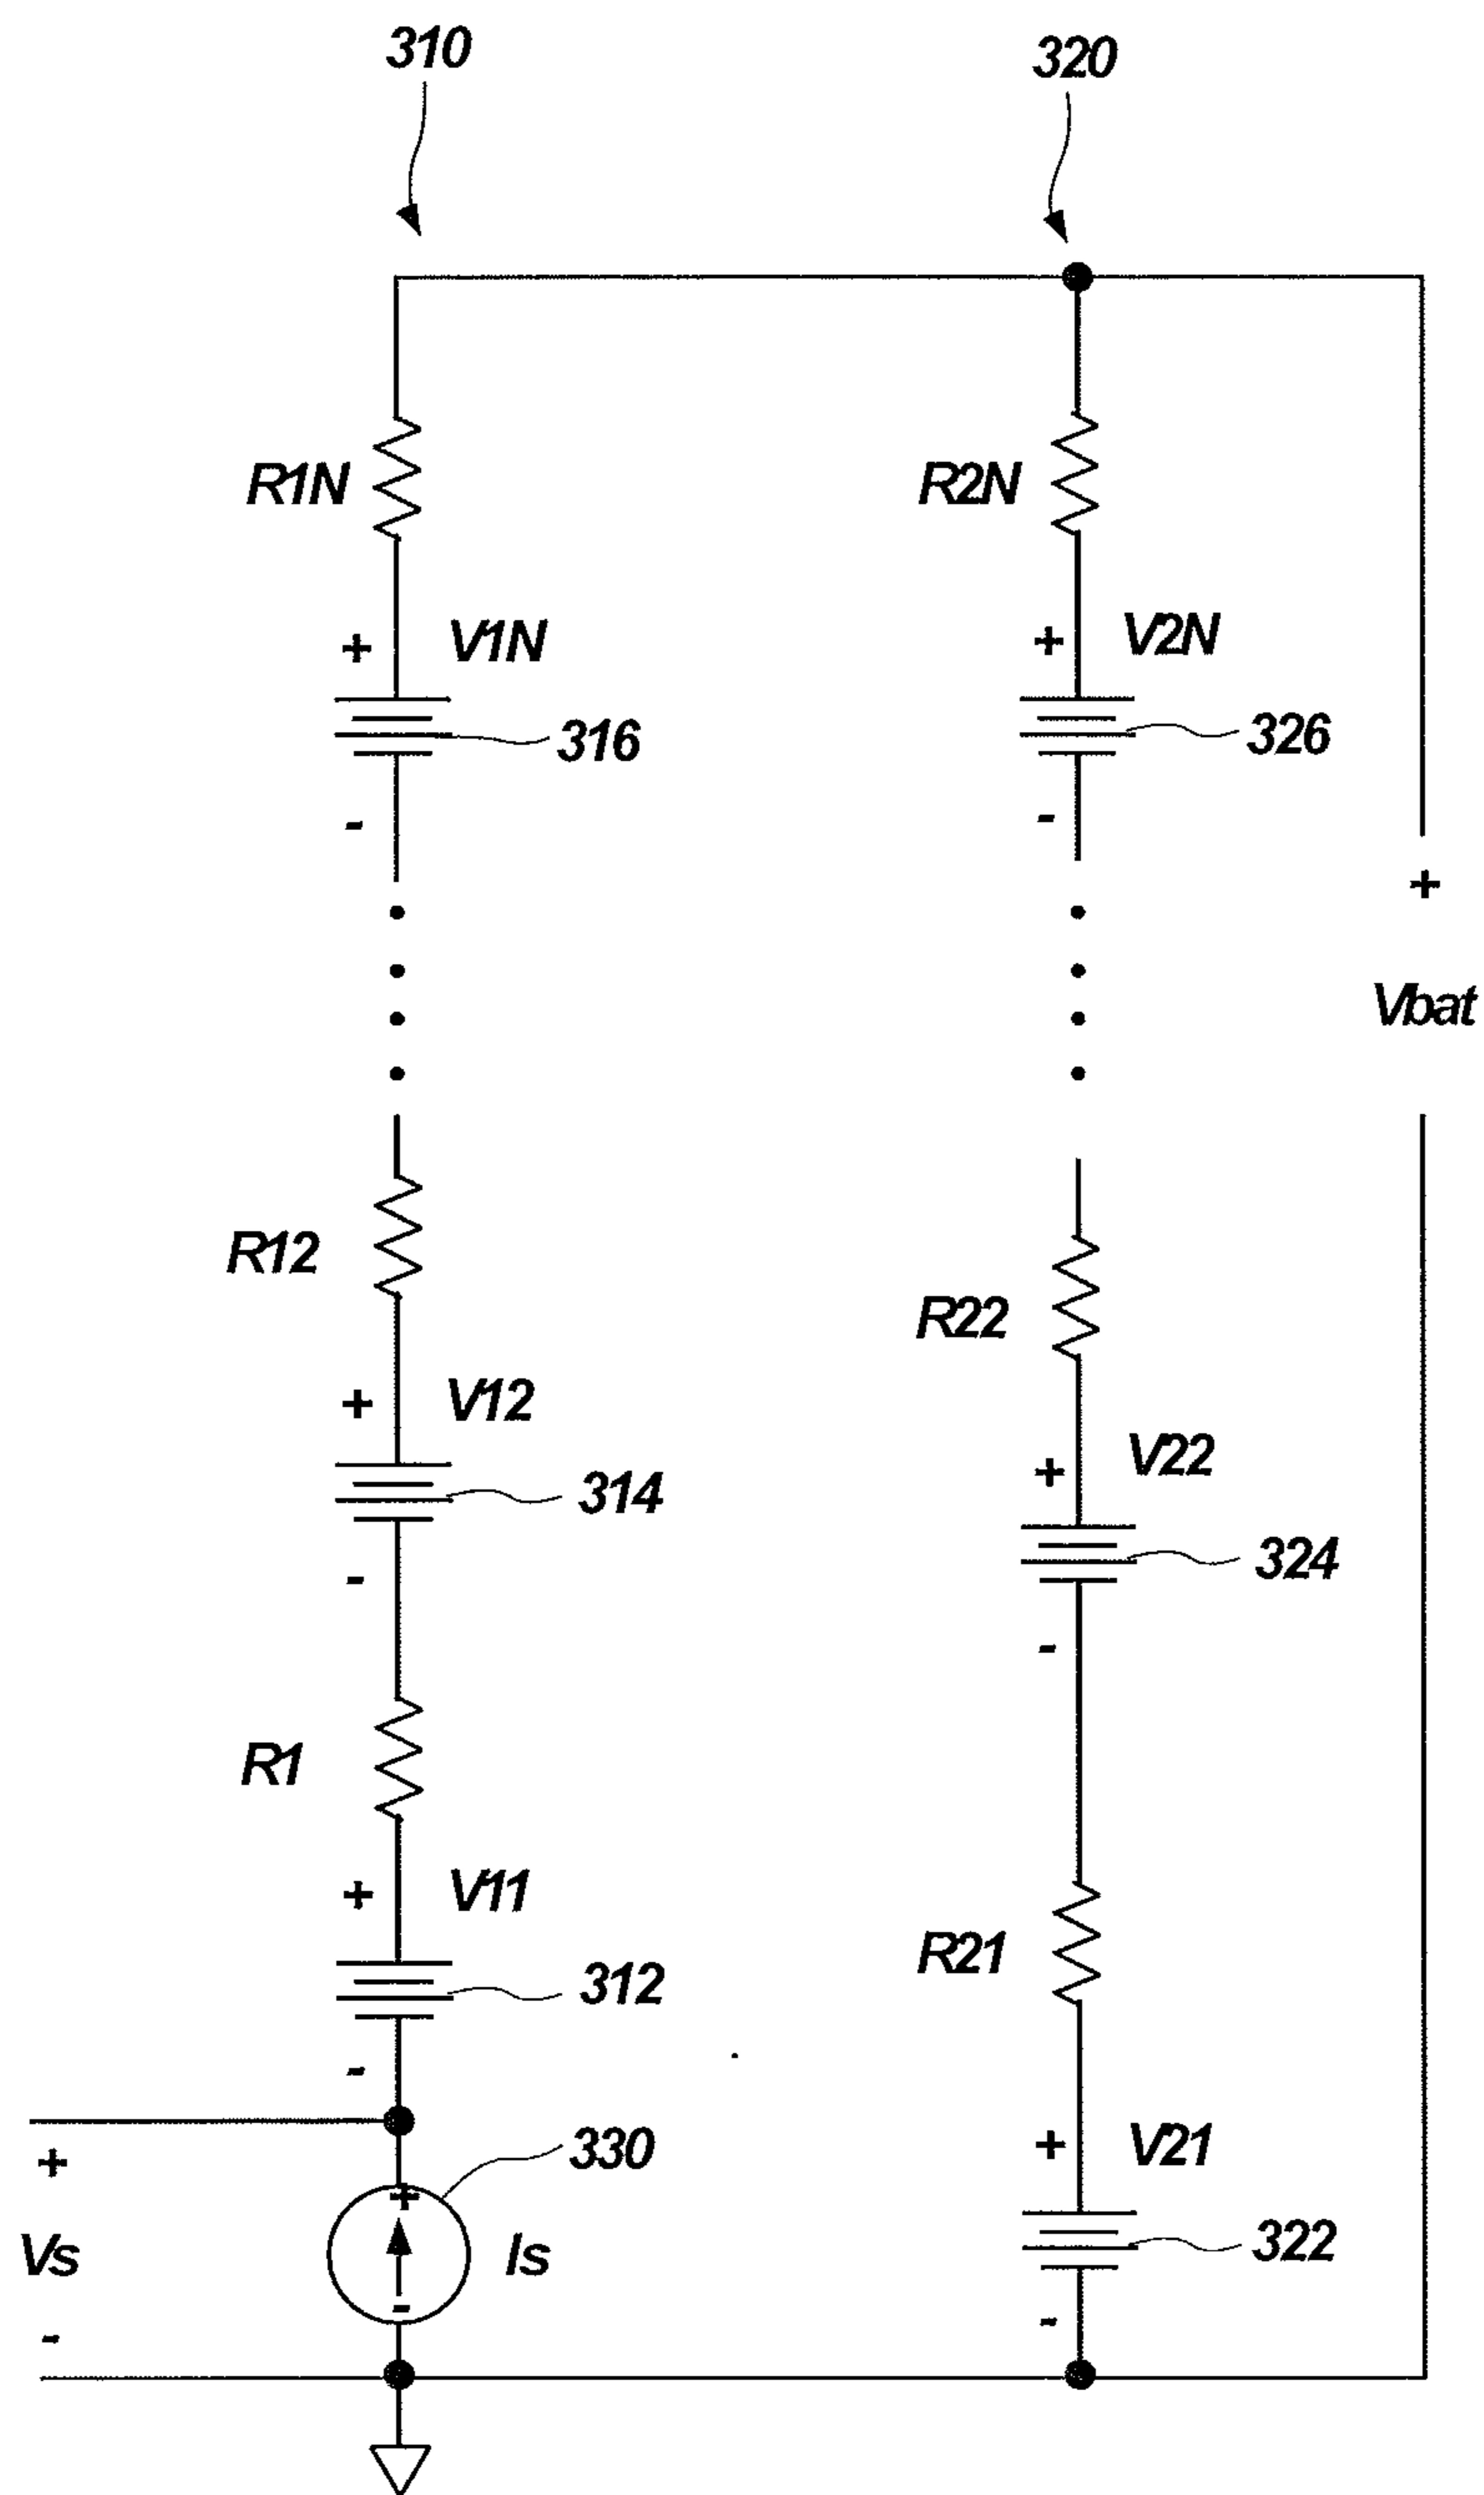 310
320
R1N
R2N
+
V1N
+
V2N
316
326
-
-
+
Vbat
R12
R22
+
V12
+
V22
314
324
-
-
R1
+
V11
R21
312
-
+
330
+
V21
+
Vs
Is
322
-
-
-